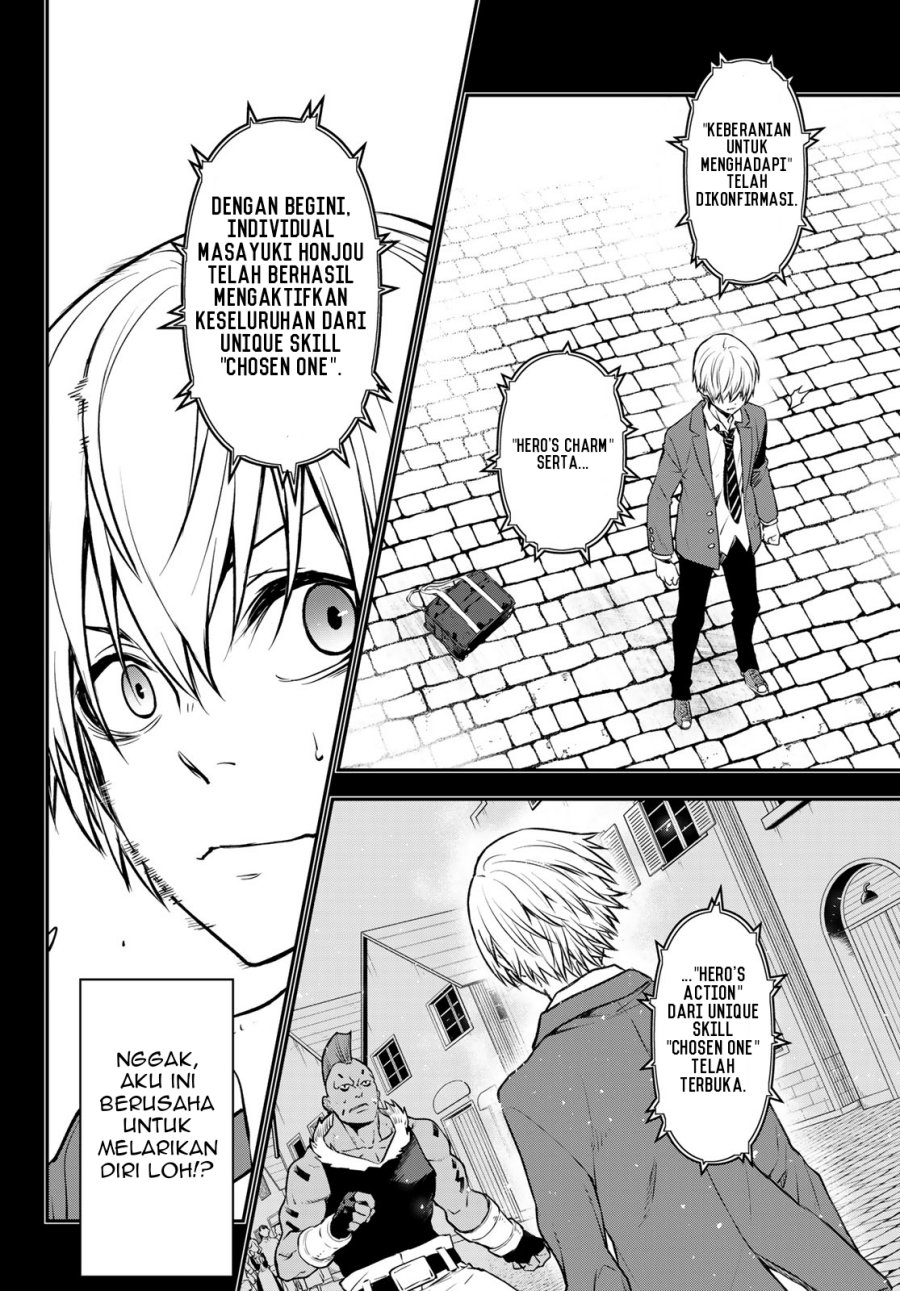 "KEBERANIAN
UNTUK
MENGHADAPI"
TELAH
DIKONFIRMASI.
"HERO'S CHARM"
SERTA...
..."HERO'S
ACTION"
DARI UNIQUE
SKILL
"CHOSEN ONE"
TELAH
TERBUKA.
DENGAN BEGINI,
INDIVIDUAL
MASAYUKI HONJOU
TELAH BERHASIL
MENGAKTIFKAN
KESELURUHAN DARI
UNIQUE SKILL
"CHOSEN ONE".
NGGAK,
AKU INI
BERUSAHA
UNTUK
MELARIKAN
DIRI LOH!?